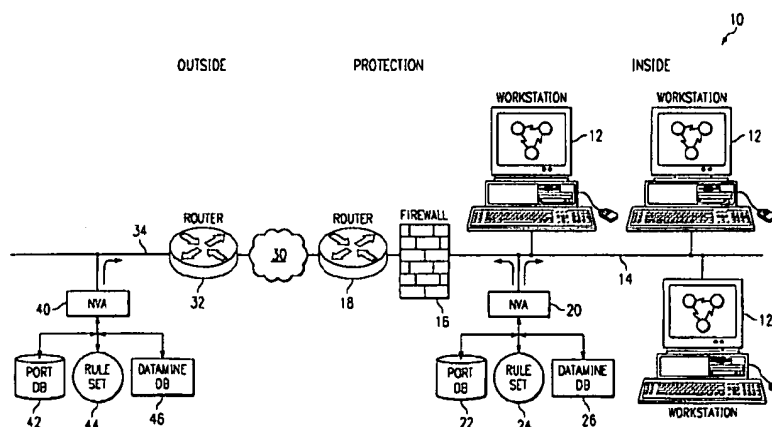 10
OUTSIDE PROTECTION INSIDE
WORKSTATION WORKSTATION
12 12
ROUTER ROUTER FIREWALL
34
30
32 18 16 14
40 NVA NVA 20
12
PORT DB RULE SET DATAMINE DB PORT DB RULE SET DATAMINE DB
42 44 46 22 24 26
WORKSTATION